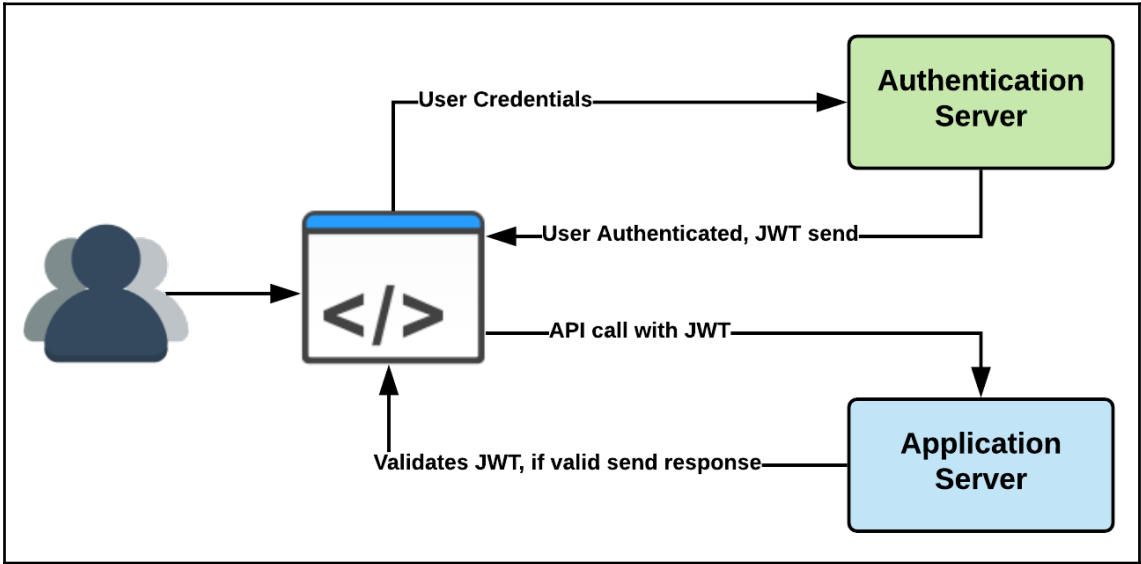 User Credentials
Authentication
Server
User Authenticated, JWT send
</>
API call with JWT
Application
Server
Validates JWT, if valid send response